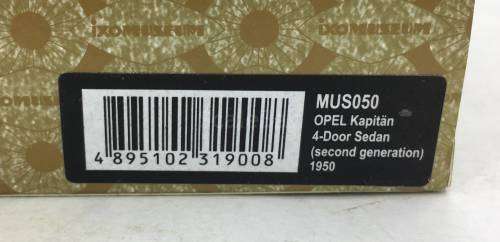 ixomuseum ixomuseum
ixomuseum
MUS050
OPEL Kapitän
4-Door Sedan
(second generation)
1950
4 895102 319008